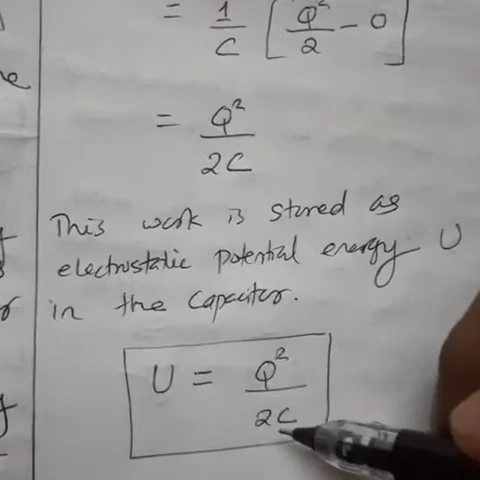 = 1/C [Q²/2 - 0]
= Q²/2C
This work is stored as
electrostatic potential energy U
in the capacitor.
U = Q²/2C